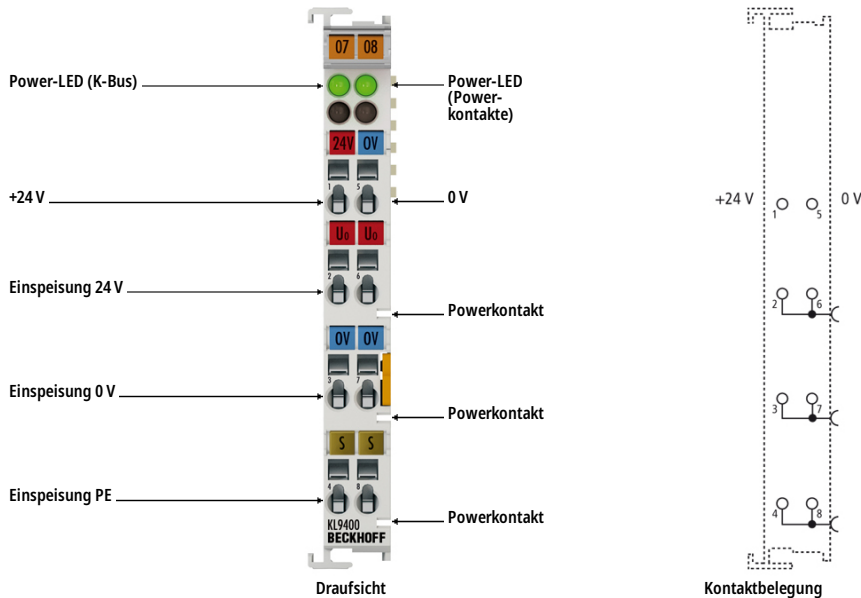 07 08
Power-LED (K-Bus)
Power-LED
(Power-
kontakte)
24V 0V
+24 V
1 5
0 V
U₀ U₀
Einspeisung 24 V
2 6
Powerkontakt
0V 0V
Einspeisung 0 V
3 7
Powerkontakt
S S
Einspeisung PE
4 8
Powerkontakt
KL9400
BECKHOFF
Draufsicht
+24 V
0 V
1 5
2 6
3 7
4 8
Kontaktbelegung